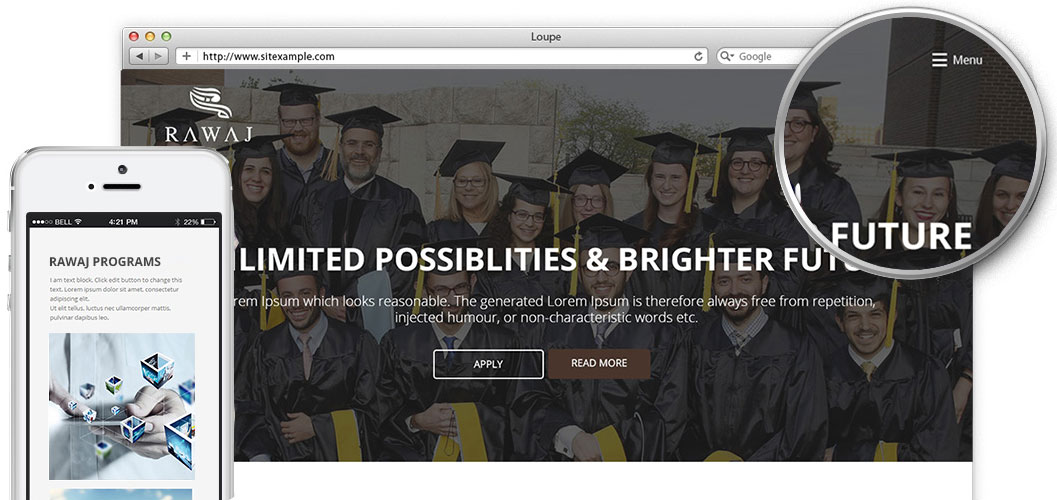 Loupe
http://www.sitexample.com
Google
Menu
RAWAJ
FUTURE
LIMITED POSSIBLITIES & BRIGHTER FUTU
rem Ipsum which looks reasonable. The generated Lorem Ipsum is therefore always free from repetition,
injected humour, or non-characteristic words etc.
APPLY
READ MORE
BELL
4:21 PM
22%
RAWAJ PROGRAMS
I am text block. Click edit button to change this
text. Lorem ipsum dolor sit amet, consectetur
adipiscing elit.
Ut elit tellus, luctus nec ullamcorper mattis,
pulvinar dapibus leo.